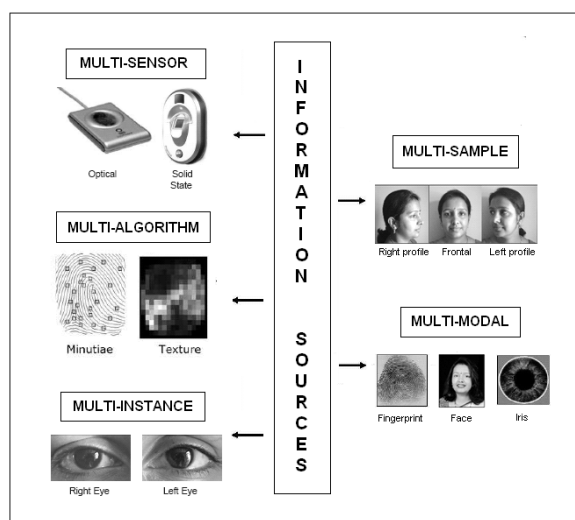 MULTI-SENSOR
Optical
Solid
State
MULTI-ALGORITHM
Minutiae
Texture
MULTI-INSTANCE
Right Eye
Left Eye
INFORMATION SOURCES
MULTI-SAMPLE
Right profile
Frontal
Left profile
MULTI-MODAL
Fingerprint
Face
Iris